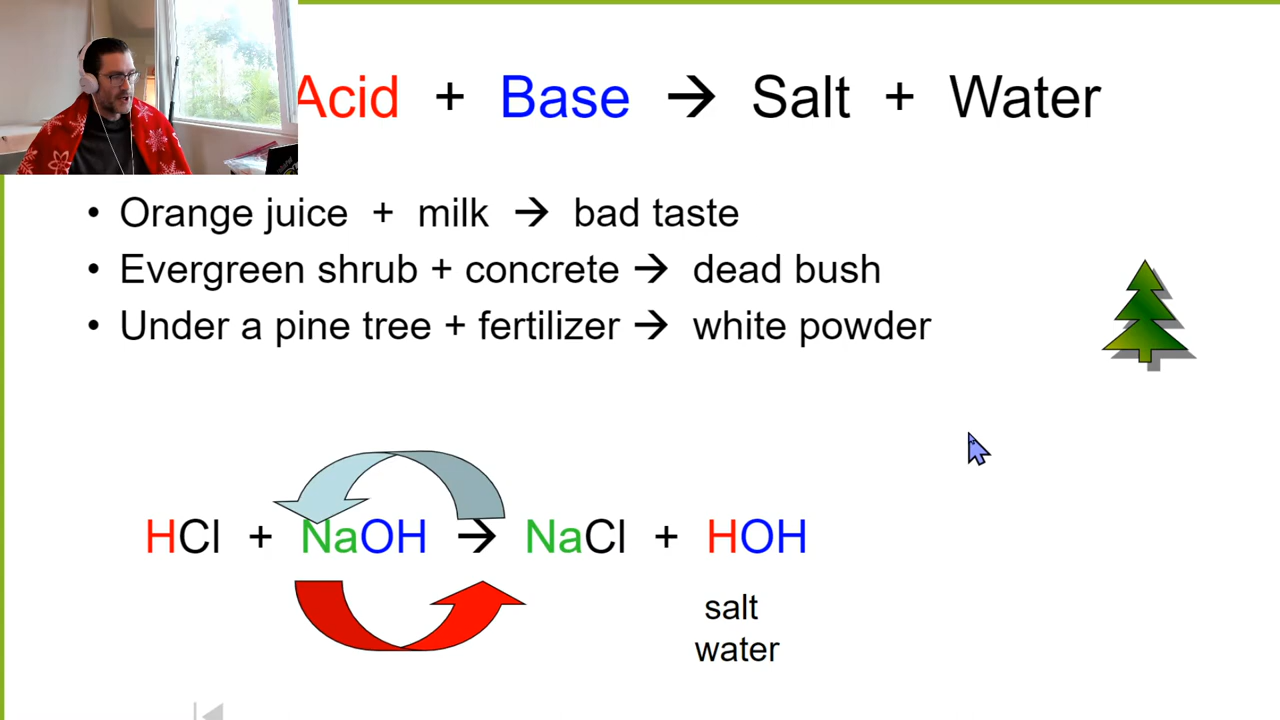 Acid + Base → Salt + Water
• Orange juice + milk → bad taste
• Evergreen shrub + concrete → dead bush
• Under a pine tree + fertilizer → white powder
HCl + NaOH → NaCl + HOH
salt
water